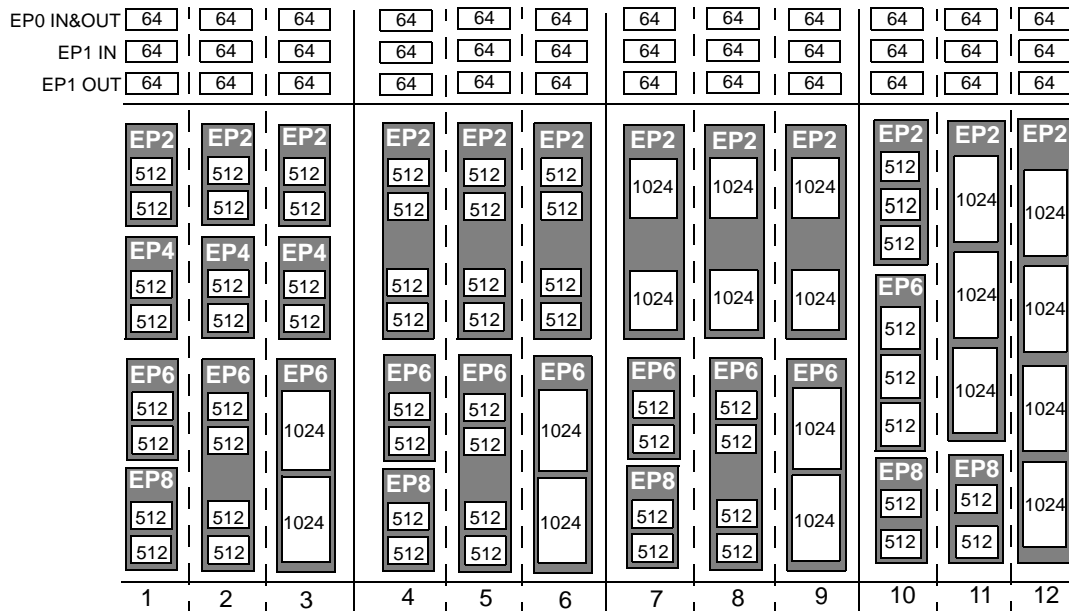 EP0 IN&OUT 64 64 64 64 64 64 64 64 64 64 64 64
EP1 IN 64 64 64 64 64 64 64 64 64 64 64 64
EP1 OUT 64 64 64 64 64 64 64 64 64 64 64 64
EP2 EP2 EP2 EP2 EP2 EP2 EP2 EP2 EP2 EP2 EP2 EP2
512 512 512 512 512 512 1024 1024 1024 512 1024 1024
512 512 512 512 512 512 512
512
EP4 EP4 EP4
512 512 512 512 512 512 1024 1024 1024 EP6 1024 1024
512 512 512 512 512 512 512
EP6 EP6 EP6 EP6 EP6 EP6 EP6 EP6 EP6 512
512 512 1024 512 512 1024 512 512 1024 512 1024 1024
512 512 512 512 512 512
EP8 EP8 EP8 EP8 EP8
512 512 1024 512 512 1024 512 512 1024 512 512 1024
512 512 512 512 512 512 512 512
1 2 3 4 5 6 7 8 9 10 11 12